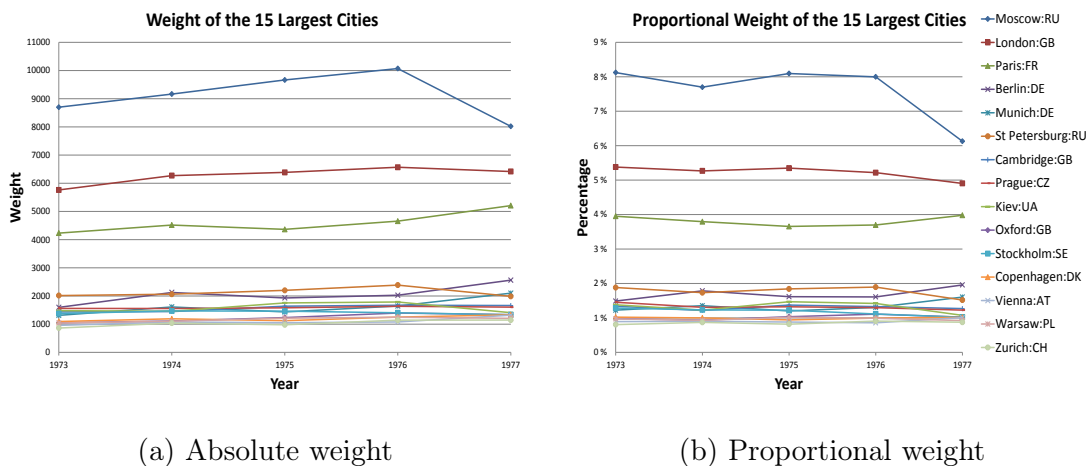 Weight of the 15 Largest Cities
11000
10000
9000
8000
7000
6000
5000
4000
3000
2000
1000
0
Weight
1973
1974
1975
1976
1977
Year
Proportional Weight of the 15 Largest Cities
9 %
8 %
7 %
6 %
5 %
4 %
3 %
2 %
1 %
0 %
Percentage
1973
1974
1975
1976
1977
Year
Moscow:RU
London:GB
Paris:FR
Berlin:DE
Munich:DE
St Petersburg:RU
Cambridge:GB
Prague:CZ
Kiev:UA
Oxford:GB
Stockholm:SE
Copenhagen:DK
Vienna:AT
Warsaw:PL
Zurich:CH
(a) Absolute weight
(b) Proportional weight